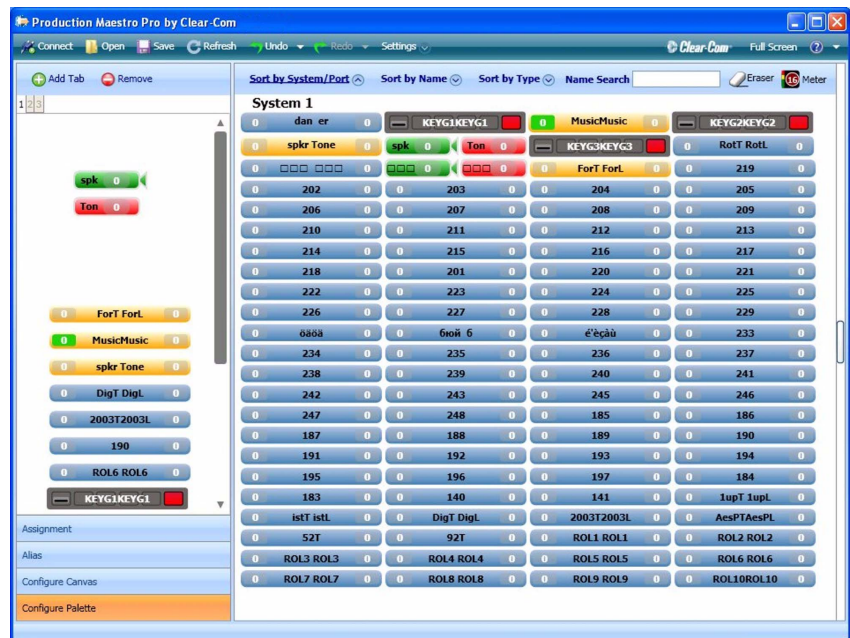 Production Maestro Pro by Clear-Com
Connect Open Save Refresh Undo Redo Settings Clear-Com Full Screen ?
Add Tab Remove
1 2 3
spk 0
Ton 0
0 ForT ForL 0
0 MusicMusic 0
0 spkr Tone 0
0 DigT DigL 0
0 2003T2003L 0
0 190 0
0 ROL6 ROL6 0
KEYG1KEYG1
Assignment
Alias
Configure Canvas
Configure Palette
Sort by System/Port Sort by Name Sort by Type Name Search Eraser 16 Meter
System 1
0 dan er 0 KEYG1KEYG1 0 MusicMusic 0 KEYG2KEYG2
0 spkr Tone 0 spk 0 Ton 0 KEYG3KEYG3 0 RotT RotL 0
0 □□□ □□□ 0 □□□ 0 □□□ 0 0 ForT ForL 0 0 219 0
0 202 0 0 203 0 0 204 0 0 205 0
0 206 0 0 207 0 0 208 0 0 209 0
0 210 0 0 211 0 0 212 0 0 213 0
0 214 0 0 215 0 0 216 0 0 217 0
0 218 0 0 201 0 0 220 0 0 221 0
0 222 0 0 223 0 0 224 0 0 225 0
0 226 0 0 227 0 0 228 0 0 229 0
0 öäöä 0 0 бюй б 0 0 é'èçàù 0 0 233 0
0 234 0 0 235 0 0 236 0 0 237 0
0 238 0 0 239 0 0 240 0 0 241 0
0 242 0 0 243 0 0 245 0 0 246 0
0 247 0 0 248 0 0 185 0 0 186 0
0 187 0 0 188 0 0 189 0 0 190 0
0 191 0 0 192 0 0 193 0 0 194 0
0 195 0 0 196 0 0 197 0 0 184 0
0 183 0 0 140 0 0 141 0 0 1upT 1upL 0
0 istT istL 0 0 DigT DigL 0 0 2003T2003L 0 0 AesPTAesPL 0
0 52T 0 0 92T 0 0 ROL1 ROL1 0 0 ROL2 ROL2 0
0 ROL3 ROL3 0 0 ROL4 ROL4 0 0 ROL5 ROL5 0 0 ROL6 ROL6 0
0 ROL7 ROL7 0 0 ROL8 ROL8 0 0 ROL9 ROL9 0 0 ROL10ROL10 0